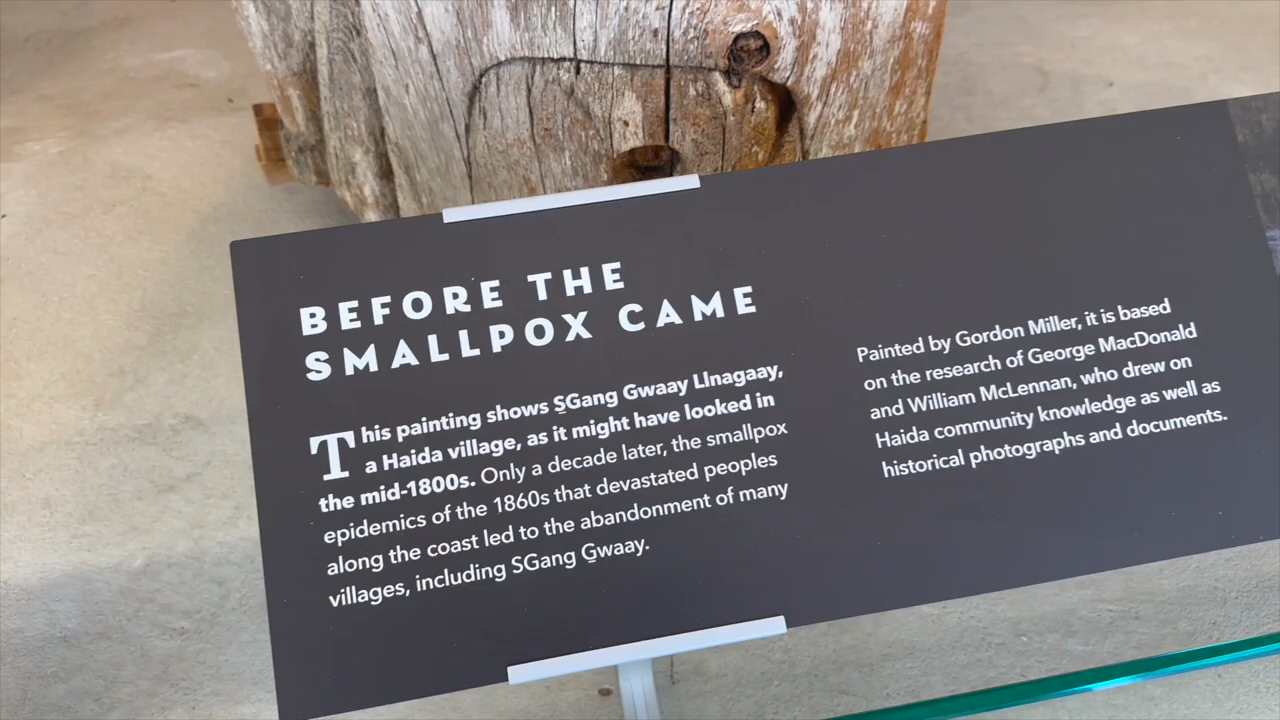 BEFORE THE
SMALLPOX CAME
This painting shows S̱Gang Gwaay Llnagaay,
a Haida village, as it might have looked in
the mid-1800s. Only a decade later, the smallpox
epidemics of the 1860s that devastated peoples
along the coast led to the abandonment of many
villages, including SGang G̱waay.
Painted by Gordon Miller, it is based
on the research of George MacDonald
and William McLennan, who drew on
Haida community knowledge as well as
historical photographs and documents.